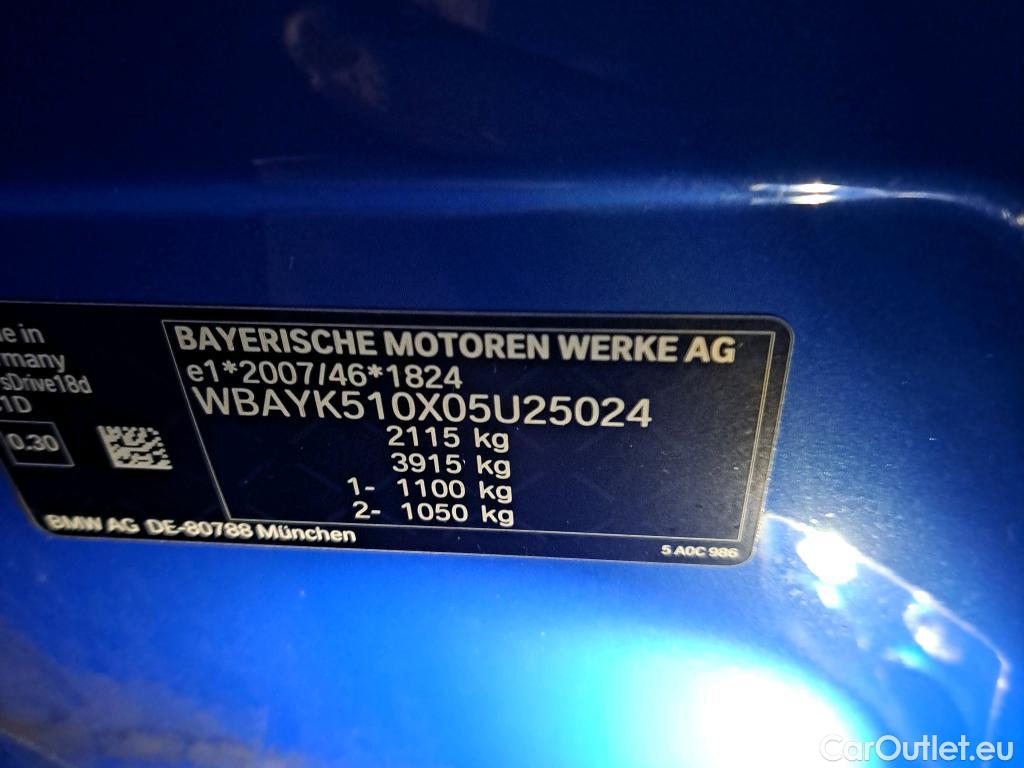 e in
many
sDrive18d
1D
0.30
BAYERISCHE MOTOREN WERKE AG
e1*2007/46*1824
WBAYK510X05U25024
2115 kg
3915 kg
1- 1100 kg
2- 1050 kg
BMW AG DE-80788 München
5 A0C 986
CarOutlet.eu